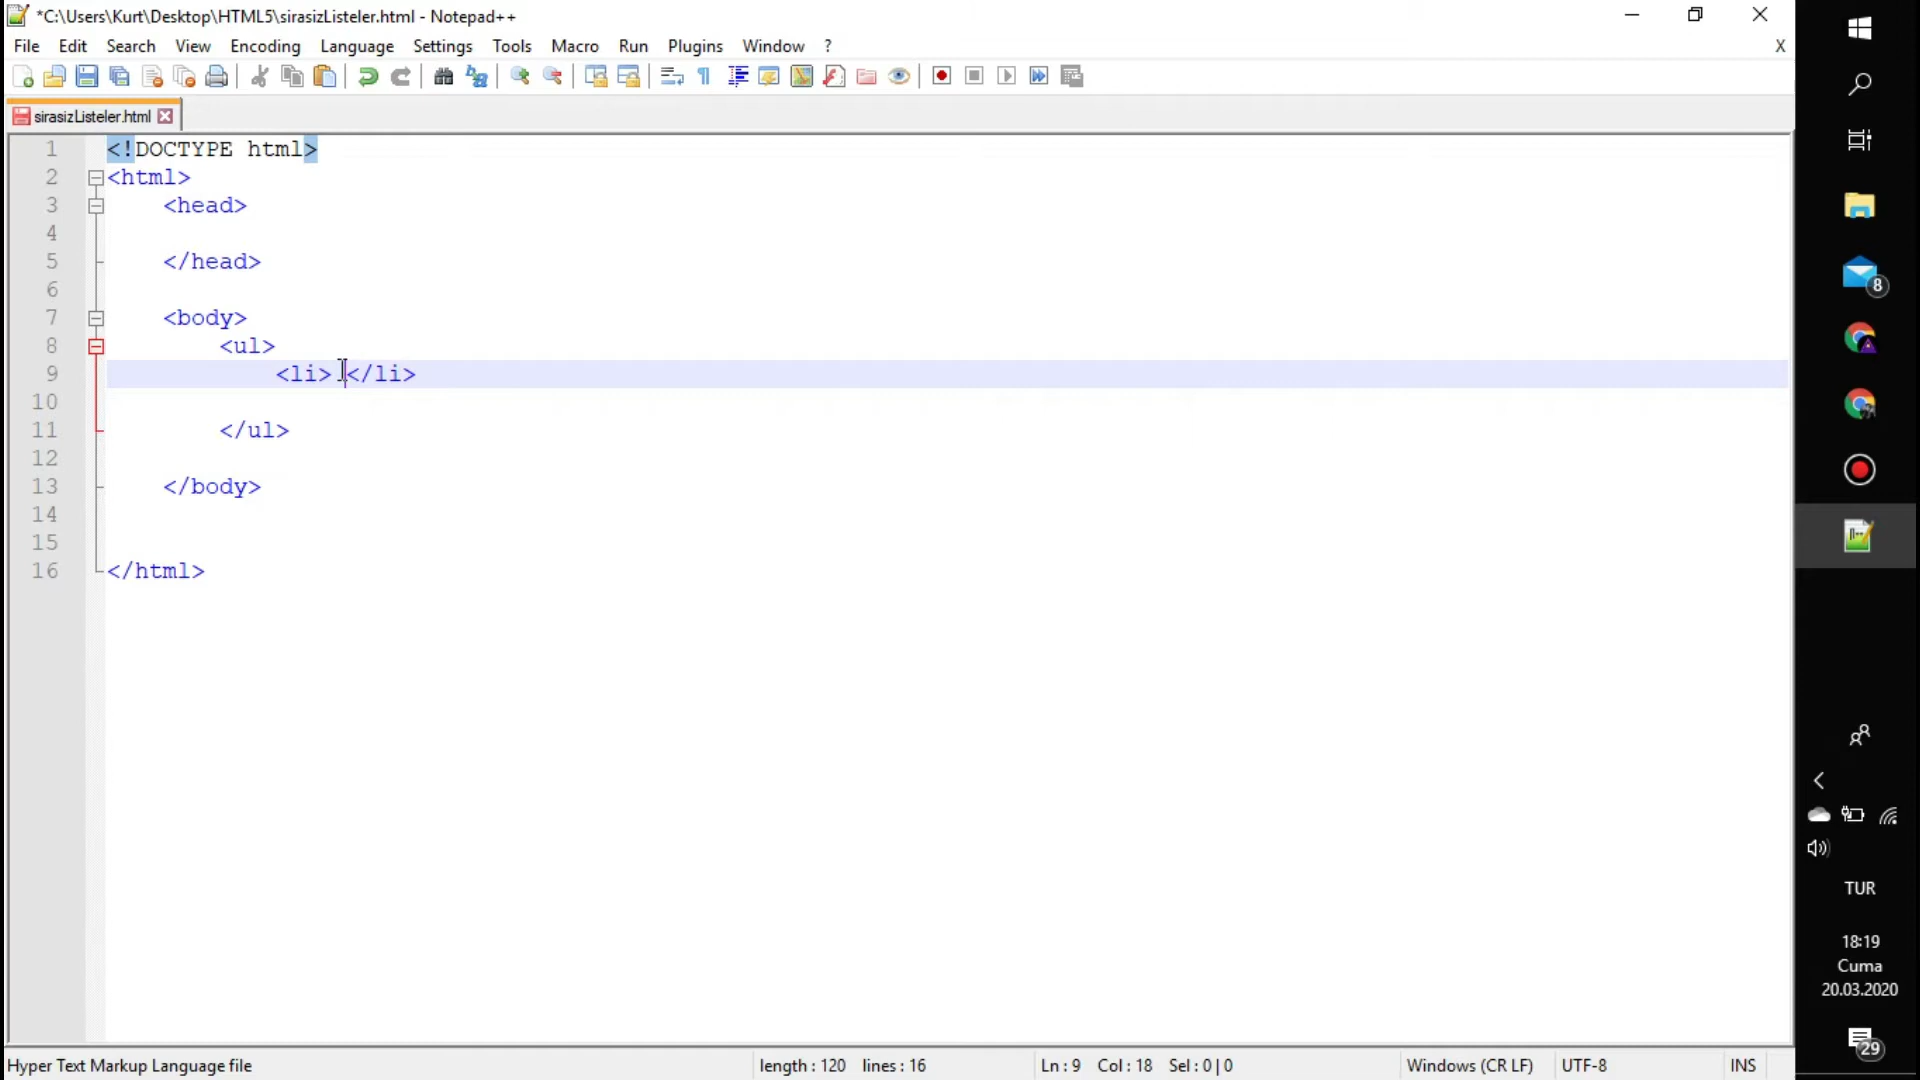 *C:\Users\Kurt\Desktop\HTML5\sirasizListeler.html - Notepad++
File Edit Search View Encoding Language Settings Tools Macro Run Plugins Window ? X
sirasizListeler.html
1 <!DOCTYPE html>
2 <html>
3 <head>
4
5 </head>
6
7 <body>
8 <ul>
9 <li> </li>
10
11 </ul>
12
13 </body>
14
15
16 </html>
8
TUR
18:19
Cuma
20.03.2020
29
Hyper Text Markup Language file length : 120 lines : 16 Ln : 9 Col : 18 Sel : 0 | 0 Windows (CR LF) UTF-8 INS